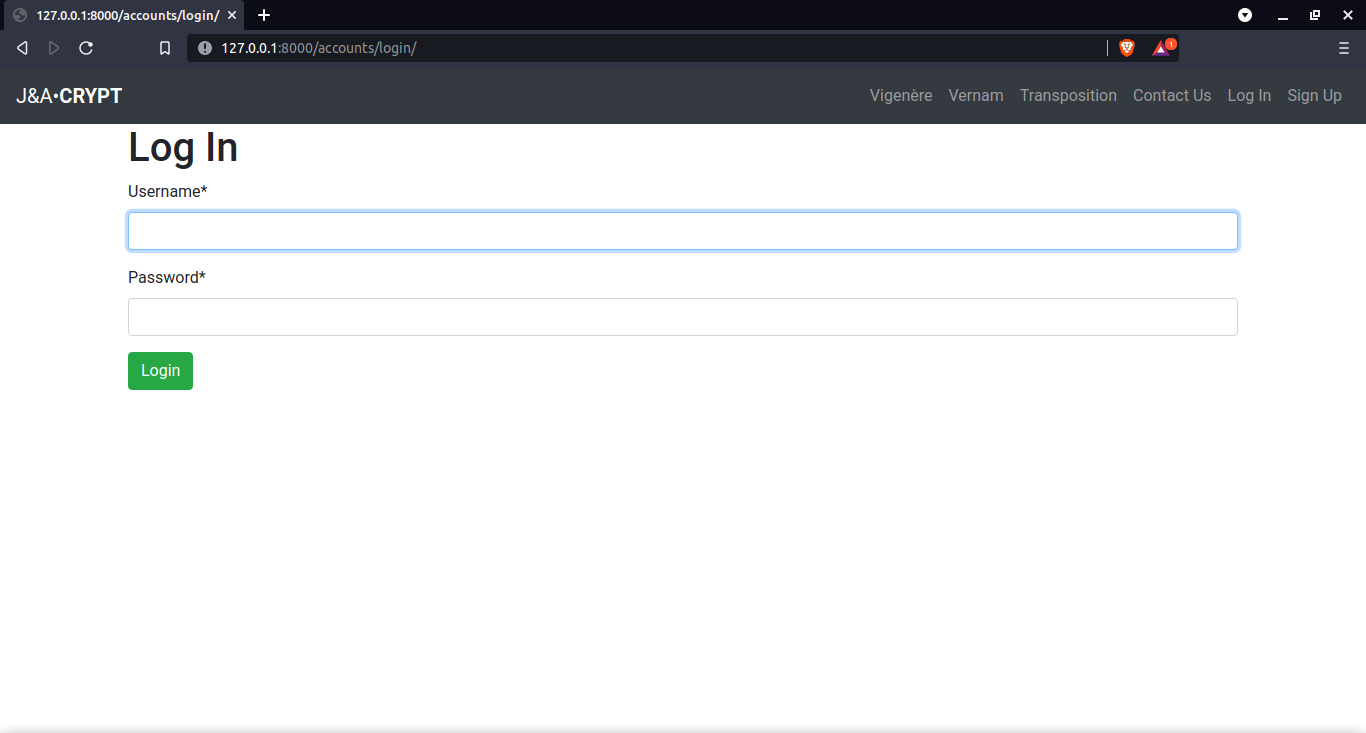 127.0.0.1:8000/accounts/login/
127.0.0.1:8000/accounts/login/
1
J&A•CRYPT Vigenère Vernam Transposition Contact Us Log In Sign Up
Log In
Username*
Password*
Login